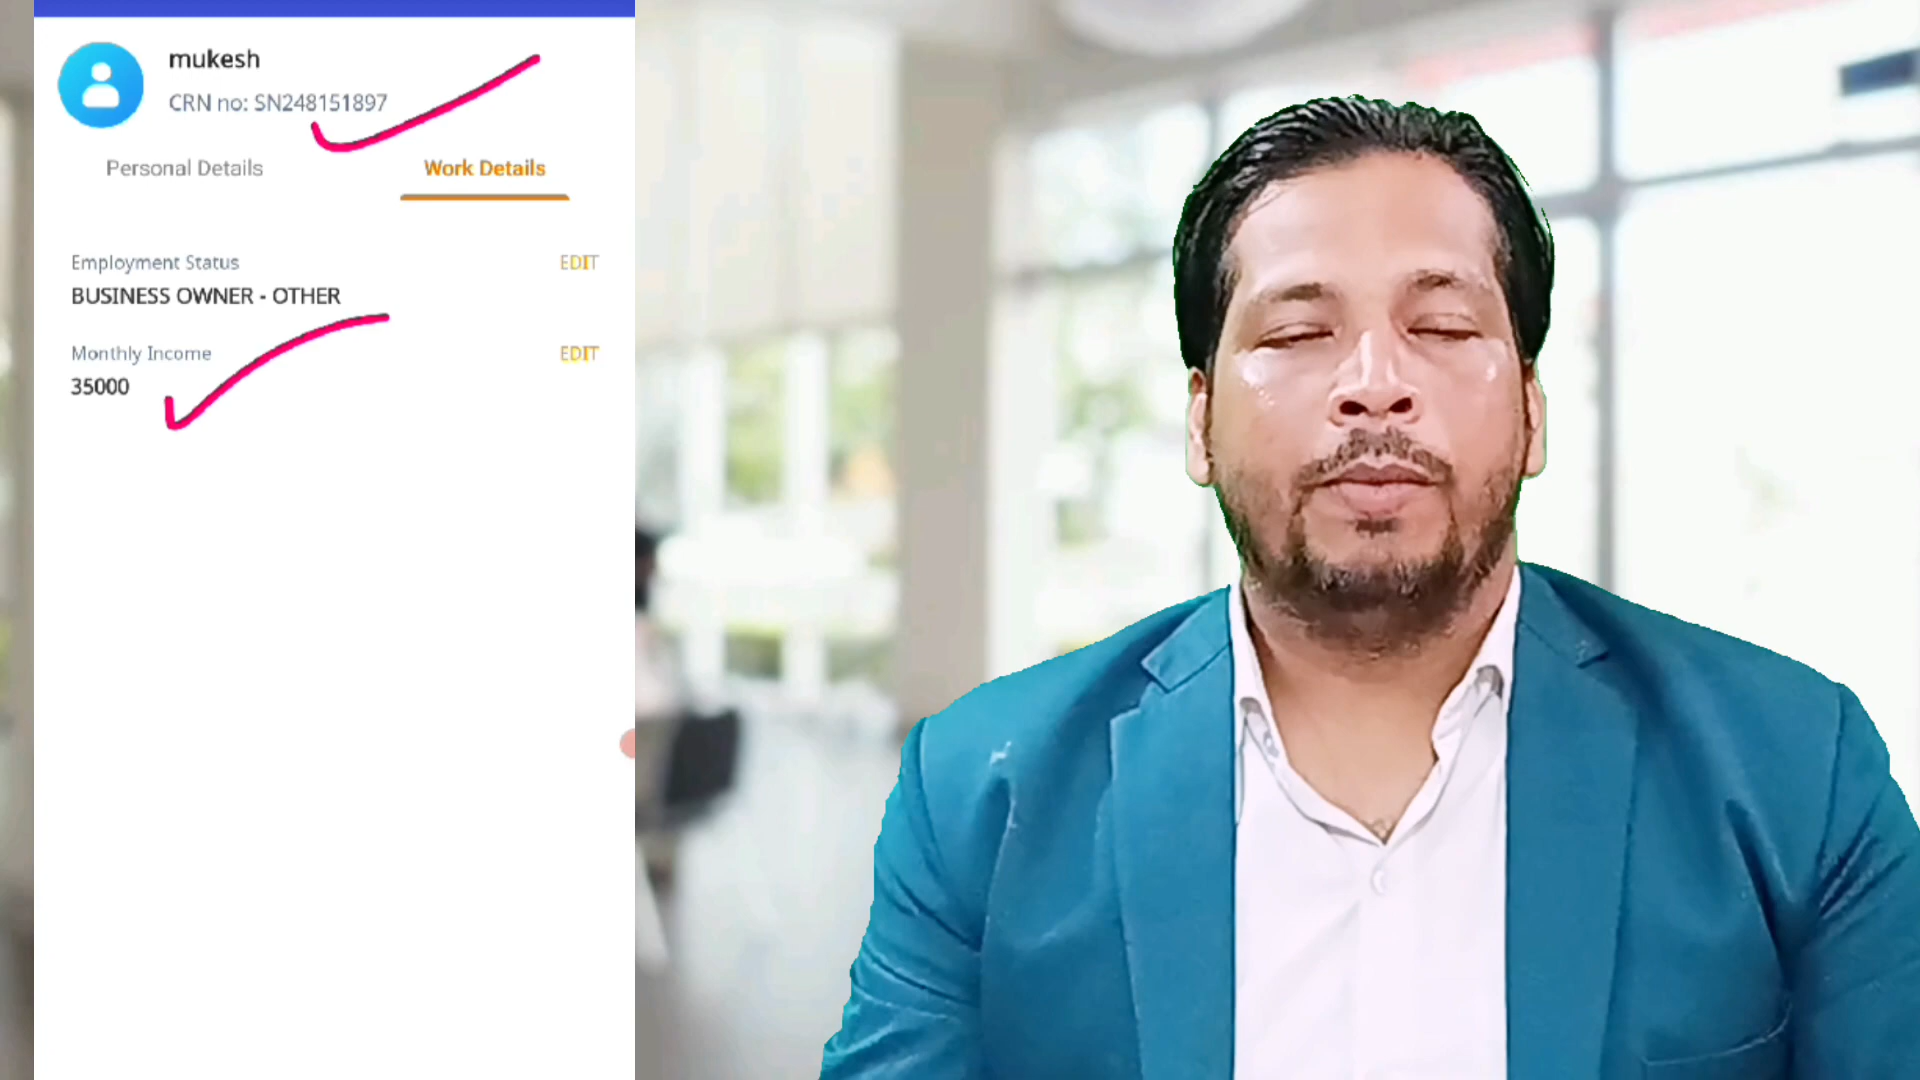 mukesh
CRN no: SN248151897
Personal Details
Work Details
Employment Status
EDIT
BUSINESS OWNER - OTHER
Monthly Income
EDIT
35000